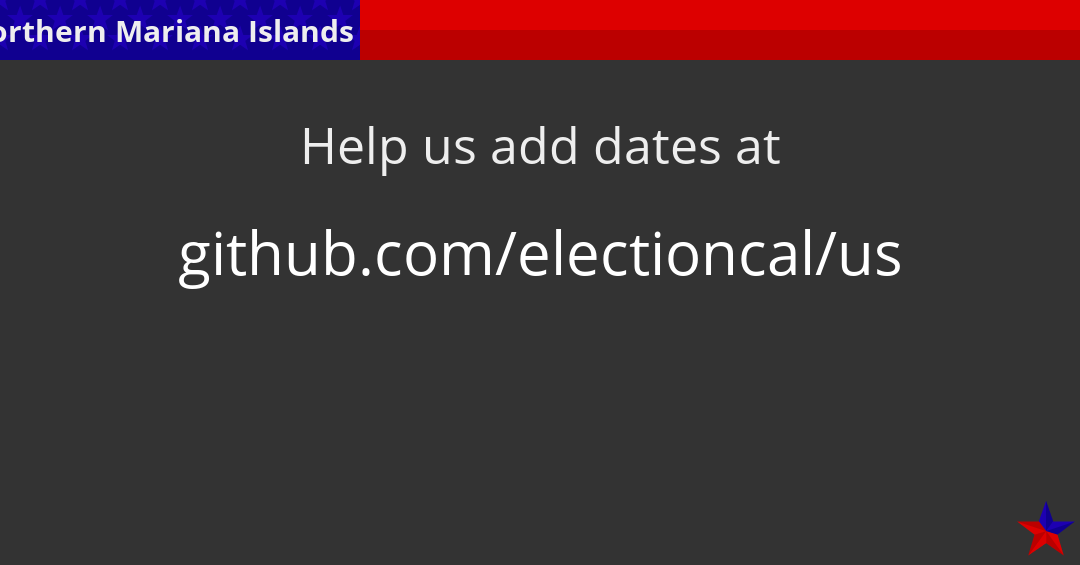 orthern Mariana Islands
Help us add dates at
github.com/electioncal/us